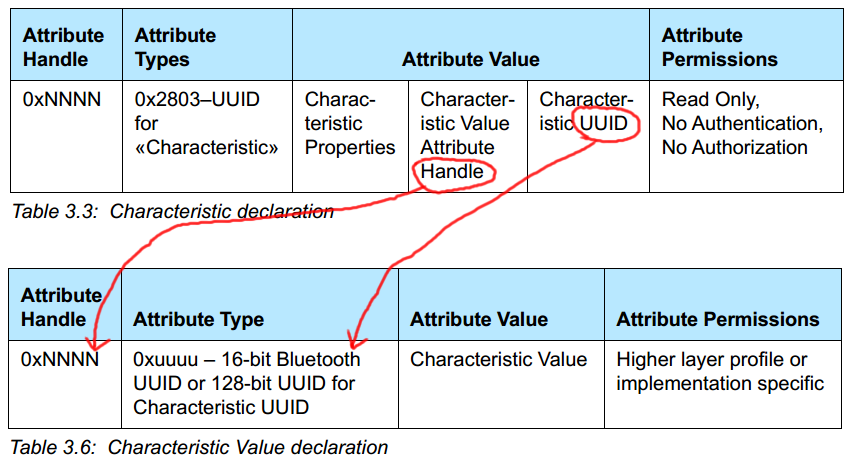 Attribute Handle Attribute Types Attribute Value Attribute Permissions
0xNNNN 0x2803–UUID for «Characteristic» Charac-teristic Properties Character-istic Value Attribute Handle Character-istic UUID Read Only, No Authentication, No Authorization
Table 3.3: Characteristic declaration
Attribute Handle Attribute Type Attribute Value Attribute Permissions
0xNNNN 0xuuuu – 16-bit Bluetooth UUID or 128-bit UUID for Characteristic UUID Characteristic Value Higher layer profile or implementation specific
Table 3.6: Characteristic Value declaration